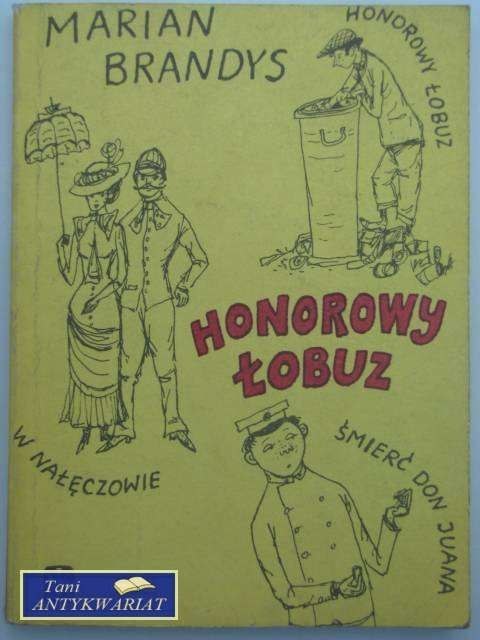 MARIAN
BRANDYS
HONOROWY ŁOBUZ
HONOROWY
ŁOBUZ
W NAŁĘCZOWIE
ŚMIERĆ DON JUANA
Tani
ANTYKWARIAT